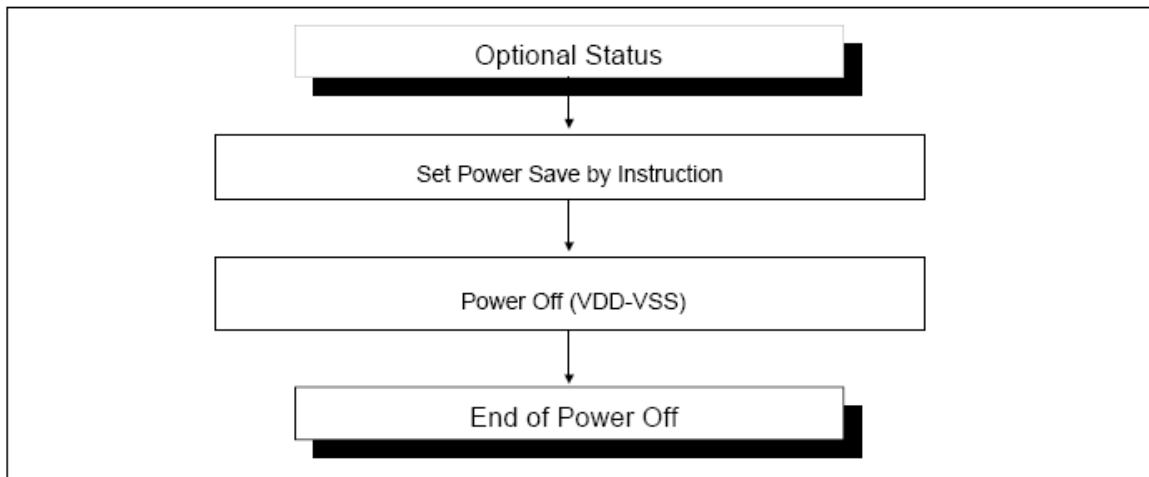 Optional Status
Set Power Save by Instruction
Power Off (VDD-VSS)
End of Power Off